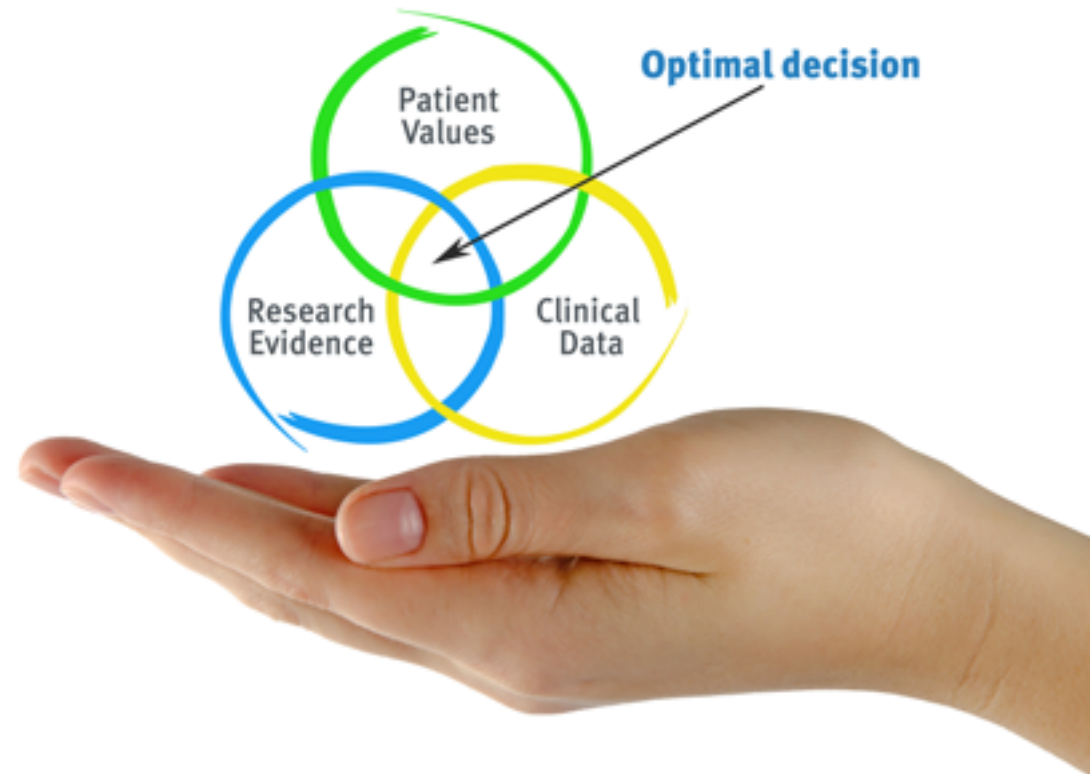 Optimal decision
Patient
Values
Research
Evidence
Clinical
Data